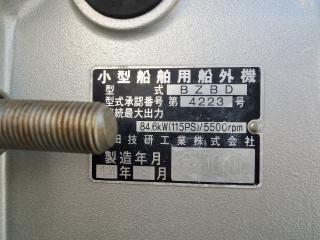 小型船舶用船外機
型 式 BZBD
型式承認番号 第 4223 号
続最大出力
84.6kW(115PS)/5500rpm
田技研工業株式会社
製造年月
年 月